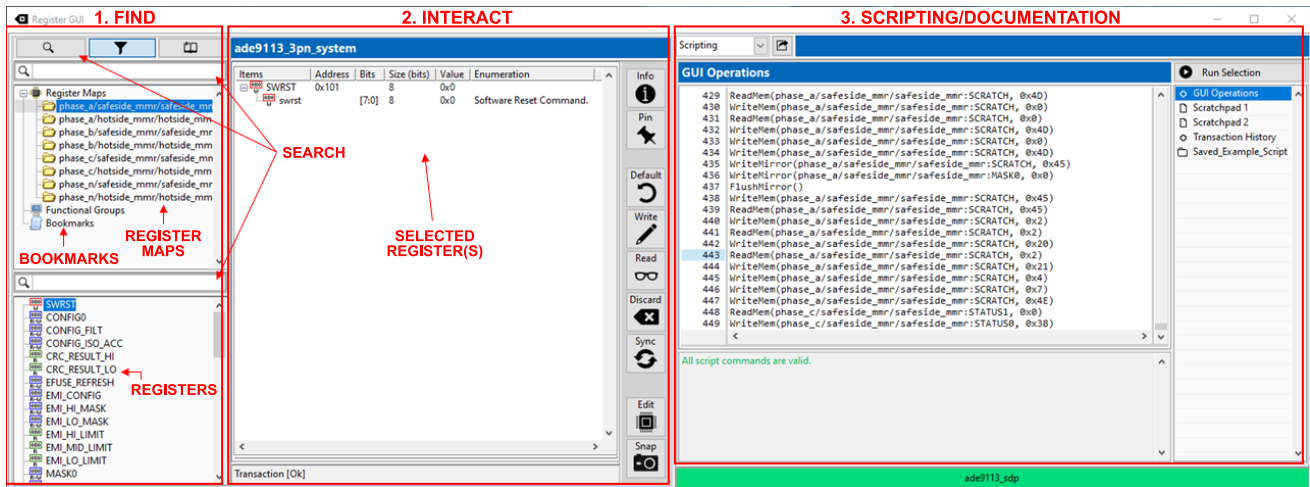 Register GUI
1. FIND
2. INTERACT
3. SCRIPTING/DOCUMENTATION
Register Maps
phase_a/safeside_mmr/safeside_mr
phase_a/hotside_mmr/hotside_mm
phase_b/safeside_mmr/safeside_mr
phase_b/hotside_mmr/hotside_mm
phase_c/safeside_mmr/safeside_mr
phase_c/hotside_mmr/hotside_mm
phase_n/safeside_mmr/safeside_mr
phase_n/hotside_mmr/hotside_mm
Functional Groups
Bookmarks
SEARCH
REGISTER
MAPS
BOOKMARKS
SWRST
CONFIG0
CONFIG_FILT
CONFIG_ISO_ACC
CRC_RESULT_HI
CRC_RESULT_LO
EFUSE_REFRESH
EMI_CONFIG
EMI_HI_MASK
EMI_LO_MASK
EMI_HI_LIMIT
EMI_MID_LIMIT
EMI_LO_LIMIT
MASK0
REGISTERS
ade9113_3pn_system
Items Address Bits Size (bits) Value Enumeration
SWRST 0x101 8 0x0
swrst [7:0] 8 0x0 Software Reset Command.
SELECTED
REGISTER(S)
Transaction [Ok]
Info
Pin
Default
Write
Read
Discard
Sync
Edit
Snap
Scripting
GUI Operations
429 ReadMem(phase_a/safeside_mmr/safeside_mmr:SCRATCH, 0x4D)
430 WriteMem(phase_a/safeside_mmr/safeside_mmr:SCRATCH, 0x0)
431 ReadMem(phase_a/safeside_mmr/safeside_mmr:SCRATCH, 0x0)
432 WriteMem(phase_a/safeside_mmr/safeside_mmr:SCRATCH, 0x4D)
433 WriteMem(phase_a/safeside_mmr/safeside_mmr:SCRATCH, 0x0)
434 WriteMem(phase_a/safeside_mmr/safeside_mmr:SCRATCH, 0x4D)
435 WriteMirror(phase_a/safeside_mmr/safeside_mmr:SCRATCH, 0x45)
436 WriteMirror(phase_a/safeside_mmr/safeside_mmr:MASK0, 0x0)
437 FlushMirror()
438 WriteMem(phase_a/safeside_mmr/safeside_mmr:SCRATCH, 0x45)
439 ReadMem(phase_a/safeside_mmr/safeside_mmr:SCRATCH, 0x45)
440 WriteMem(phase_a/safeside_mmr/safeside_mmr:SCRATCH, 0x2)
441 ReadMem(phase_a/safeside_mmr/safeside_mmr:SCRATCH, 0x2)
442 WriteMem(phase_a/safeside_mmr/safeside_mmr:SCRATCH, 0x20)
443 ReadMem(phase_a/safeside_mmr/safeside_mmr:SCRATCH, 0x2)
444 WriteMem(phase_a/safeside_mmr/safeside_mmr:SCRATCH, 0x21)
445 WriteMem(phase_a/safeside_mmr/safeside_mmr:SCRATCH, 0x4)
446 WriteMem(phase_a/safeside_mmr/safeside_mmr:SCRATCH, 0x7)
447 WriteMem(phase_a/safeside_mmr/safeside_mmr:SCRATCH, 0x4E)
448 ReadMem(phase_c/safeside_mmr/safeside_mmr:STATUS1, 0x0)
449 WriteMem(phase_c/safeside_mmr/safeside_mmr:STATUS0, 0x38)
All script commands are valid.
Run Selection
GUI Operations
Scratchpad 1
Scratchpad 2
Transaction History
Saved_Example_Script
ade9113_sdp